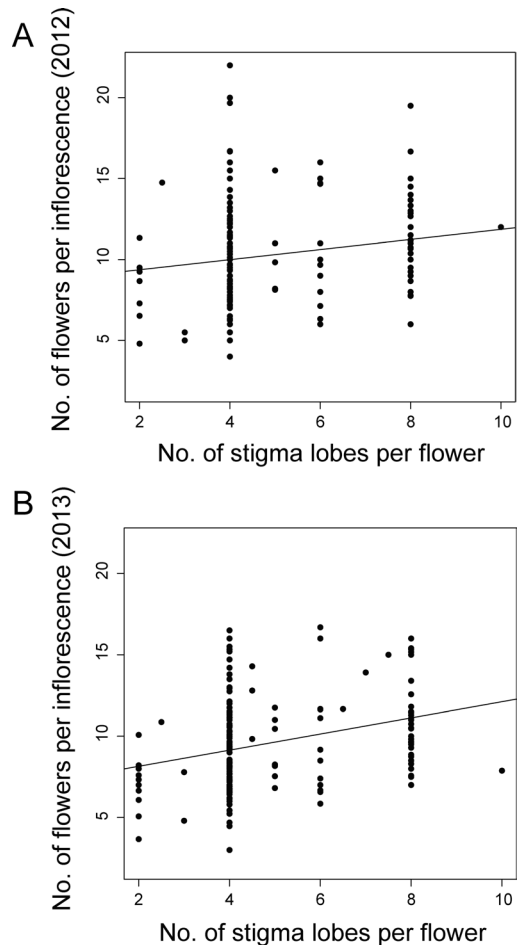 A
No. of flowers per inflorescence (2012)
20
15
10
5
2 4 6 8 10
No. of stigma lobes per flower
B
No. of flowers per inflorescence (2013)
20
15
10
5
2 4 6 8 10
No. of stigma lobes per flower